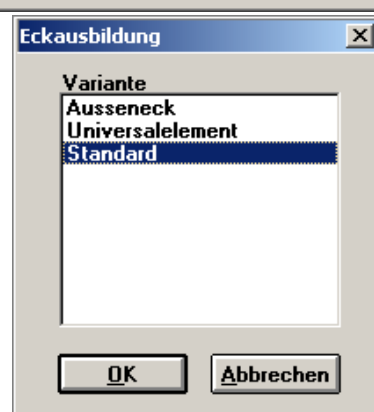 Eckausbildung
Variante
Ausseneck
Universalelement
Standard
OK
Abbrechen